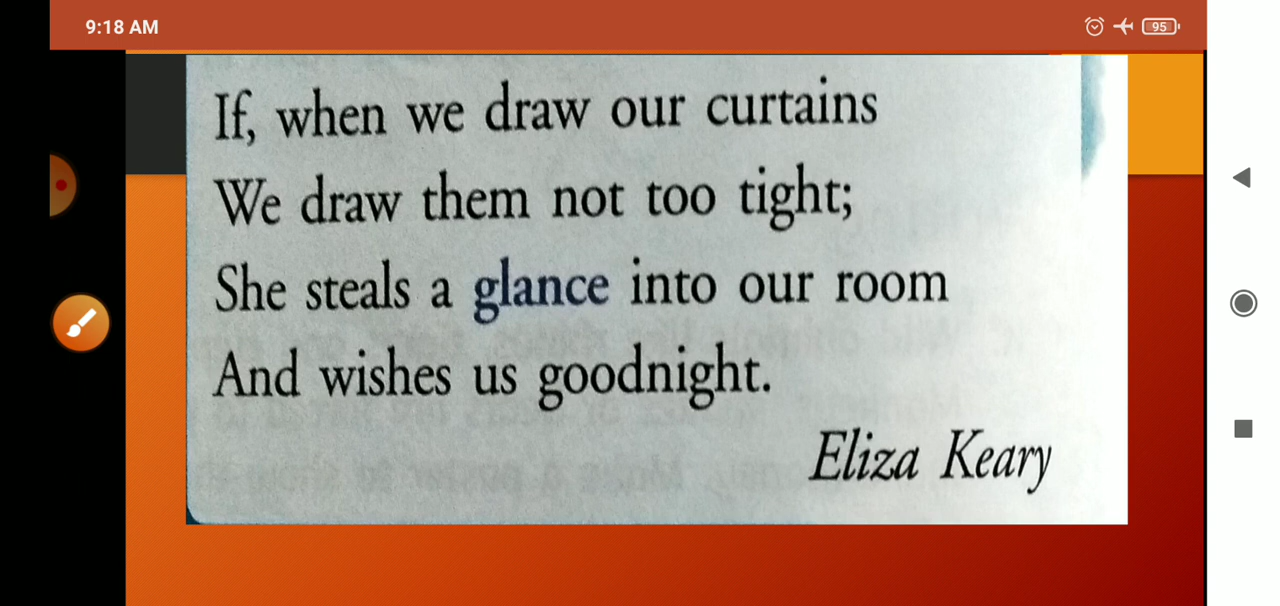 9:18 AM
95
If, when we draw our curtains
We draw them not too tight;
She steals a glance into our room
And wishes us goodnight.
Eliza Keary